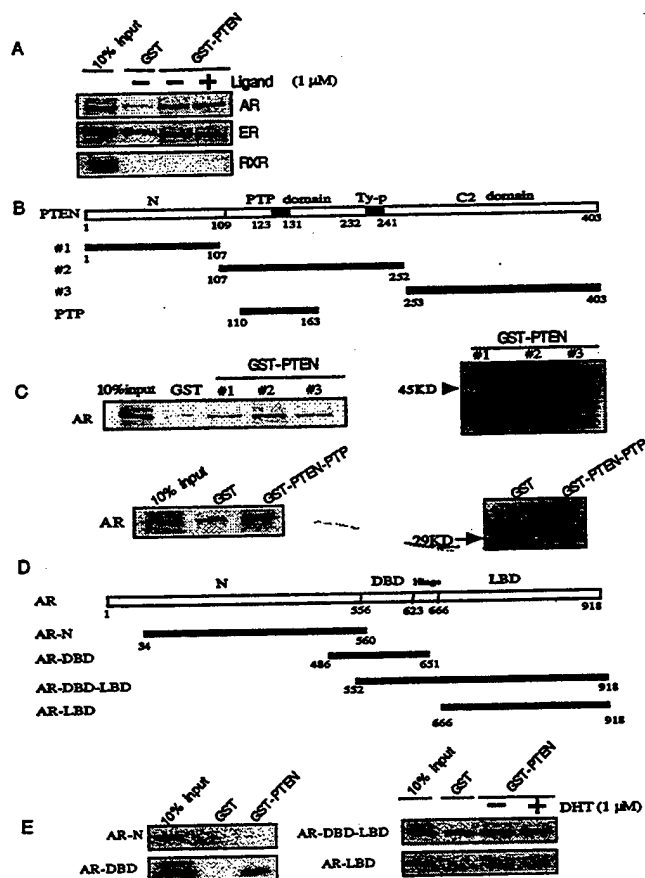 A
10% input
GST
GST-PTEN
Ligand (1 μM)
− − +
AR
ER
RXR
B
N PTP domain Ty-p C2 domain
PTEN
1 109 123 131 232 241 403
#1
1 107
#2
107 252
#3
253 403
PTP
110 163
C
GST-PTEN
10%input GST #1 #2 #3
AR
GST-PTEN
#1 #2 #3
45KD
10% input
GST
GST-PTEN-PTP
AR
GST
GST-PTEN-PTP
29KD
D
N DBD Hinge LBD
AR
1 556 623 666 918
AR-N
34 560
AR-DBD
486 651
AR-DBD-LBD
552 918
AR-LBD
666 918
E
10% input
GST
GST-PTEN
AR-N
AR-DBD
10% input
GST
GST-PTEN
− + DHT (1 μM)
AR-DBD-LBD
AR-LBD